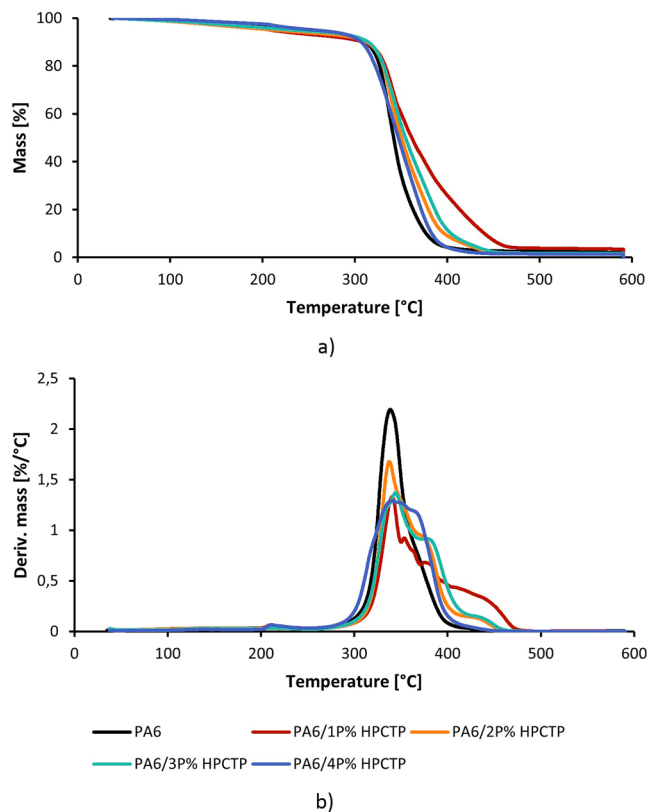 100
80
60
40
20
0
Mass [%]
0 100 200 300 400 500 600
Temperature [°C]
a)
2,5
2
1,5
1
0,5
0
Deriv. mass [%/°C]
0 100 200 300 400 500 600
Temperature [°C]
PA6 PA6/1P% HPCTP PA6/2P% HPCTP
PA6/3P% HPCTP PA6/4P% HPCTP
b)